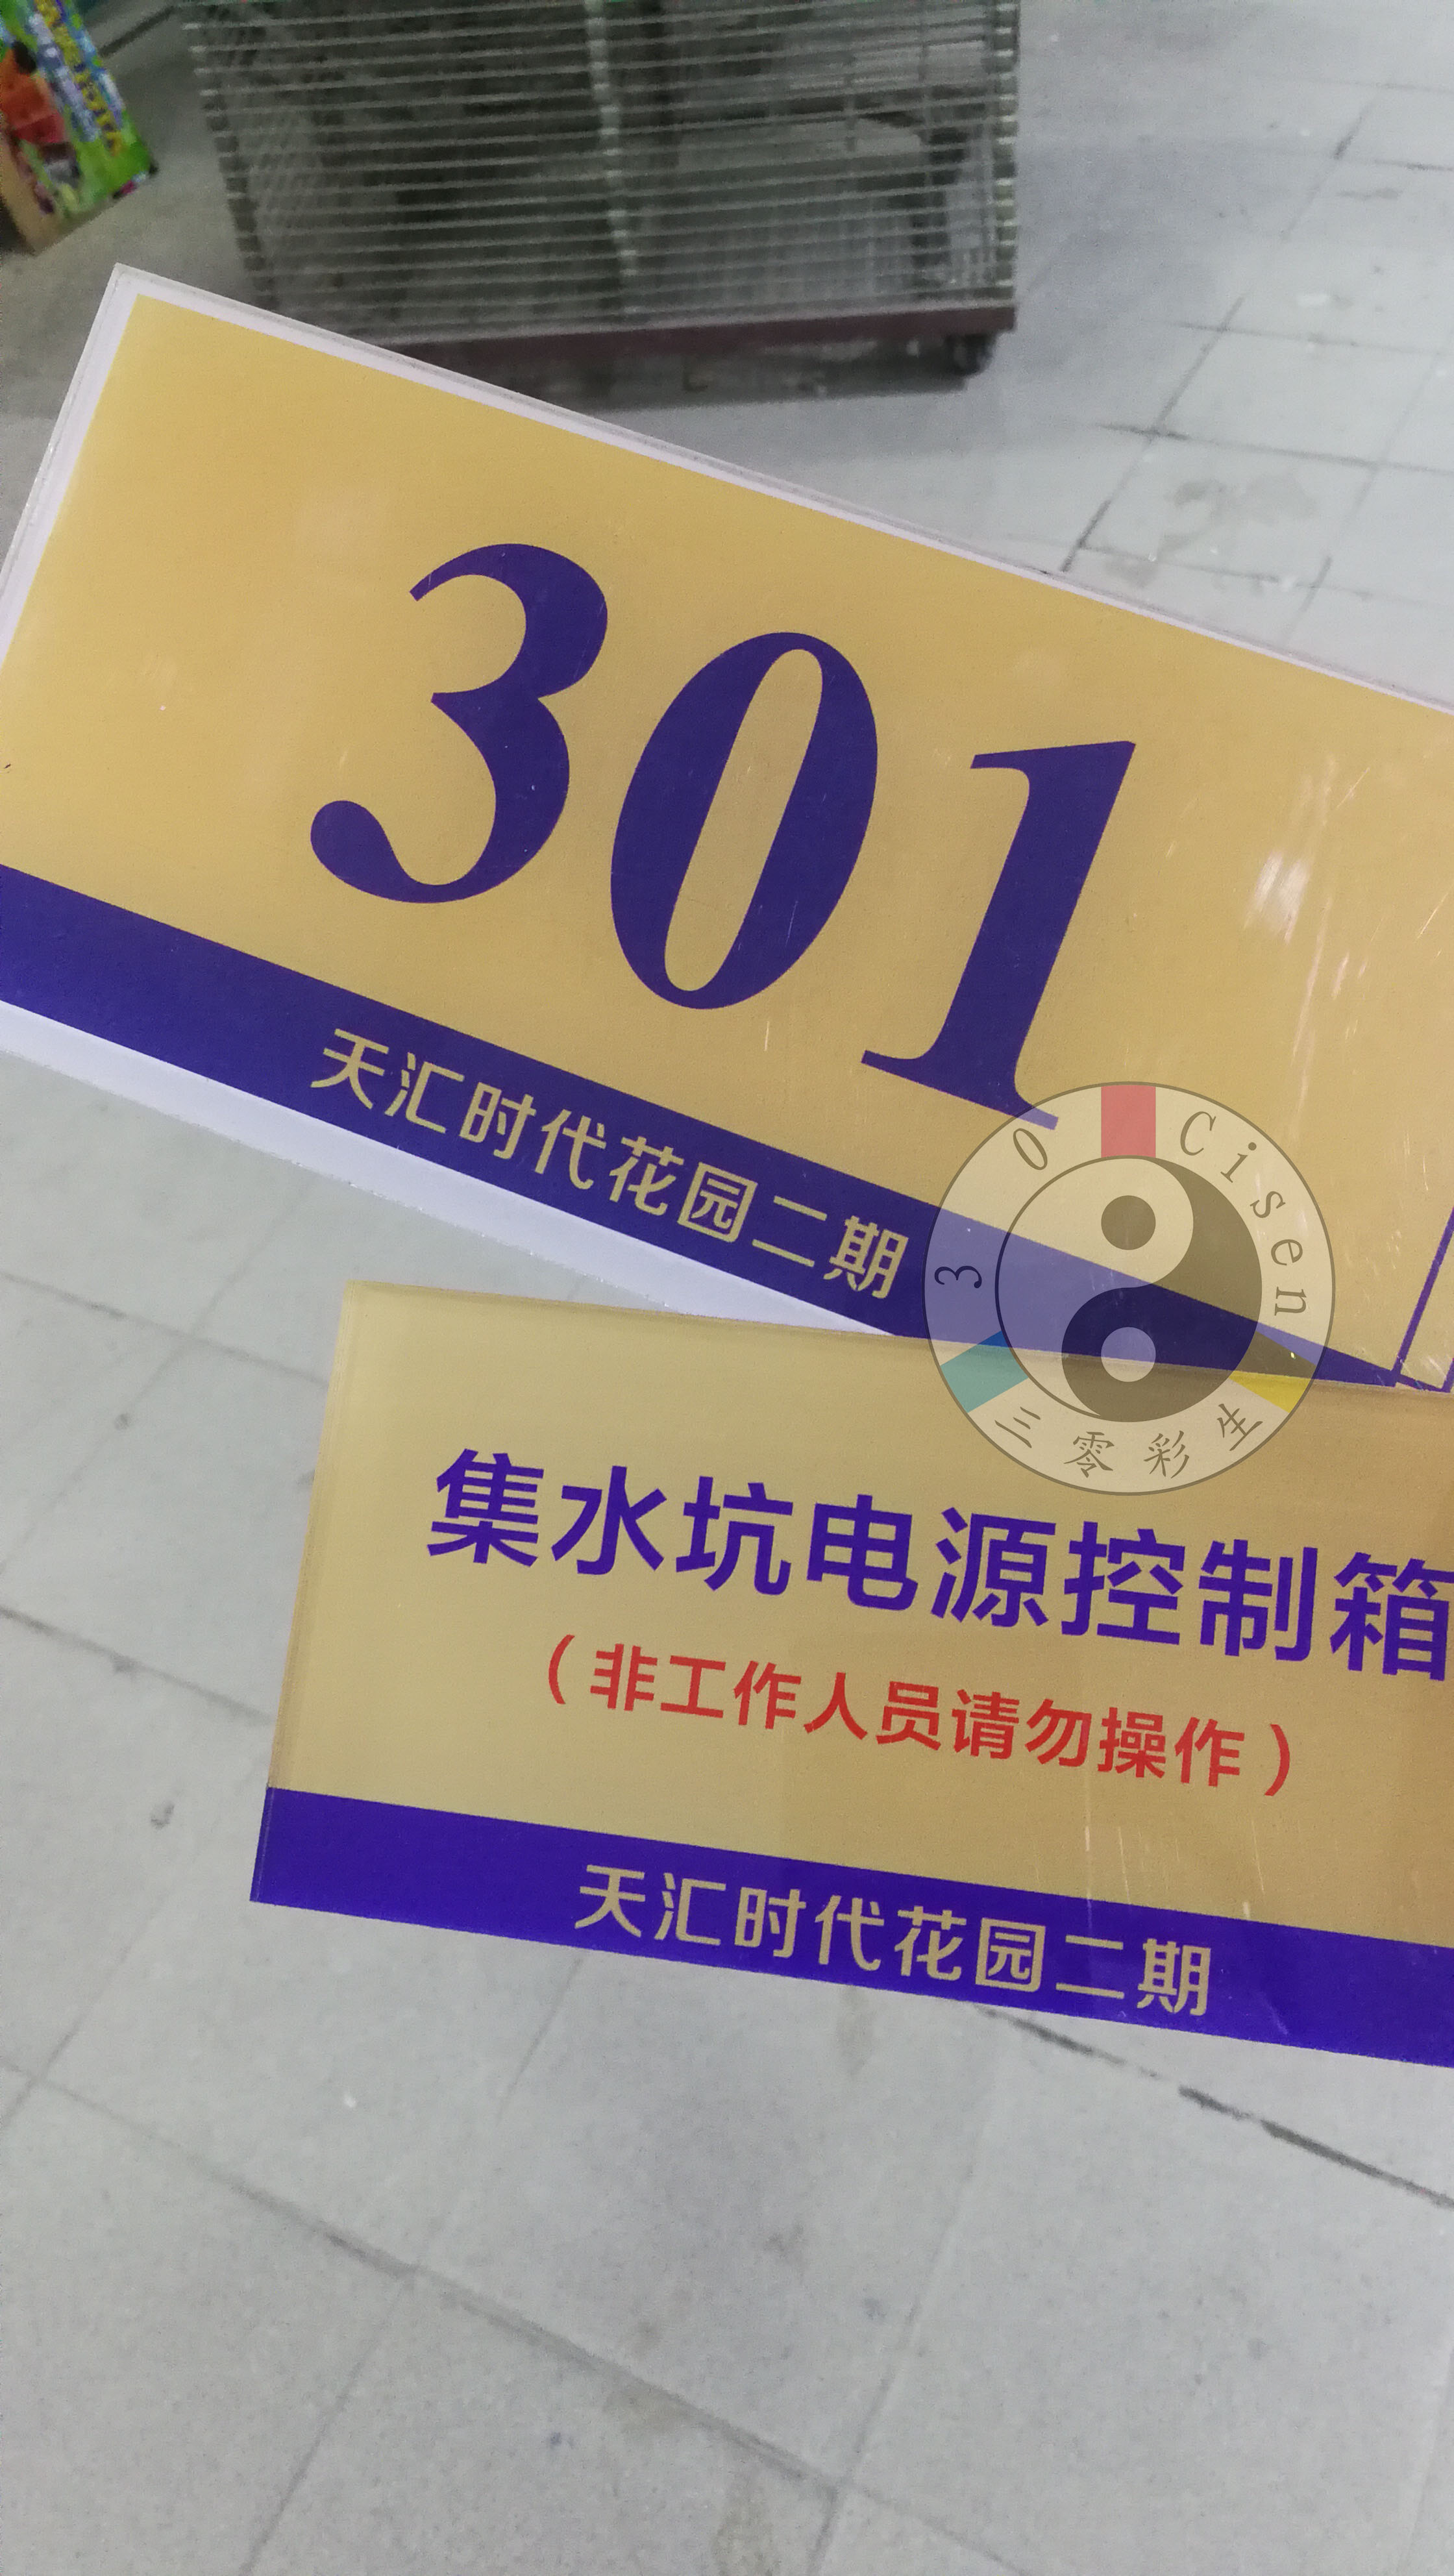 301
天汇时代花园二期
30 Cisen
三零彩生
集水坑电源控制箱
（非工作人员请勿操作）
天汇时代花园二期